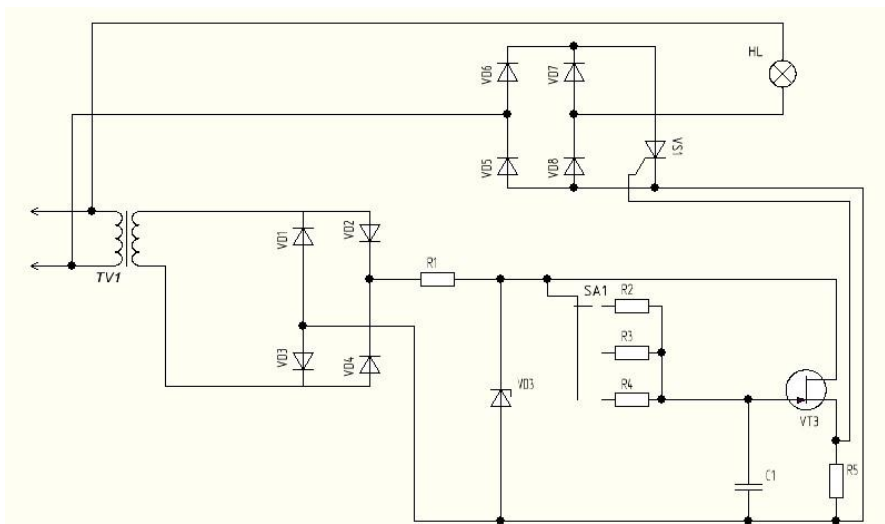 HL
VD6
VD7
VS1
VD5
VD8
VD1
VD2
TV1
R1
SA1
R2
R3
VD3
VD4
VD3
R4
VT3
C1
R5